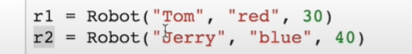 r1 = Robot("Tom", "red", 30)
r2 = Robot("Jerry", "blue", 40)